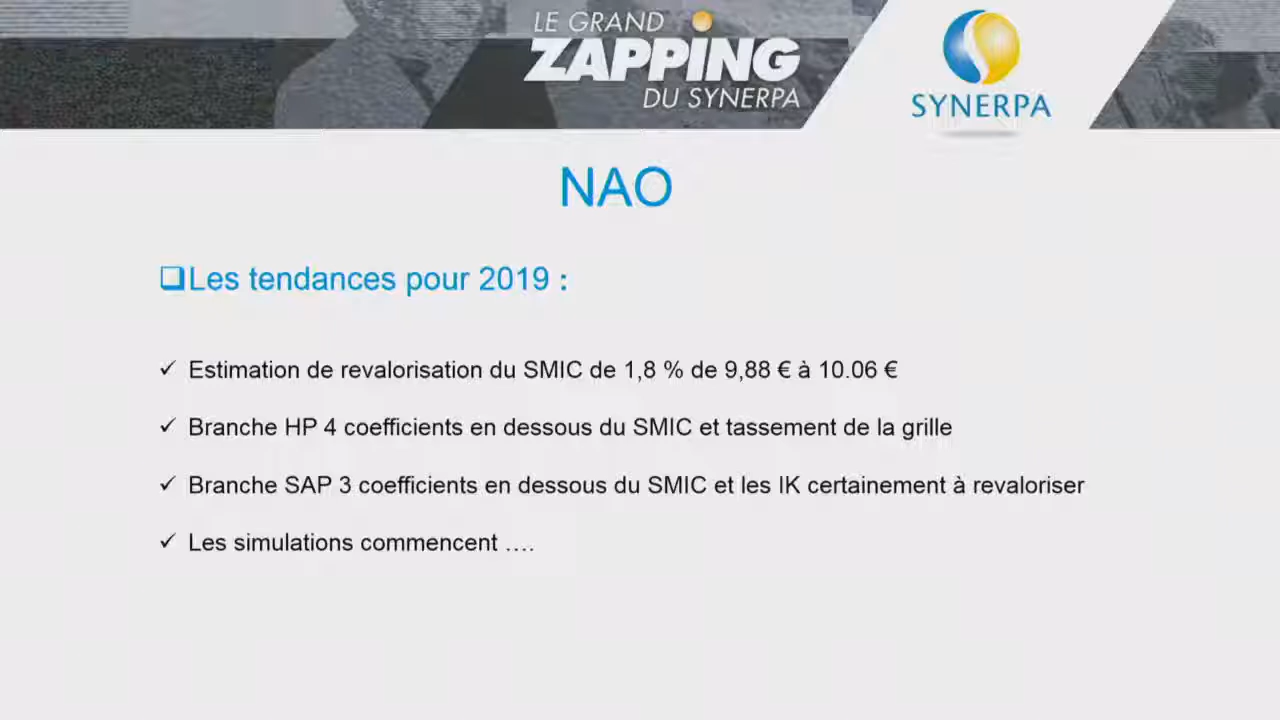 LE GRAND
ZAPPING
DU SYNERPA
SYNERPA
NAO
❑Les tendances pour 2019 :
✓ Estimation de revalorisation du SMIC de 1,8 % de 9,88 € à 10.06 €
✓ Branche HP 4 coefficients en dessous du SMIC et tassement de la grille
✓ Branche SAP 3 coefficients en dessous du SMIC et les IK certainement à revaloriser
✓ Les simulations commencent ….